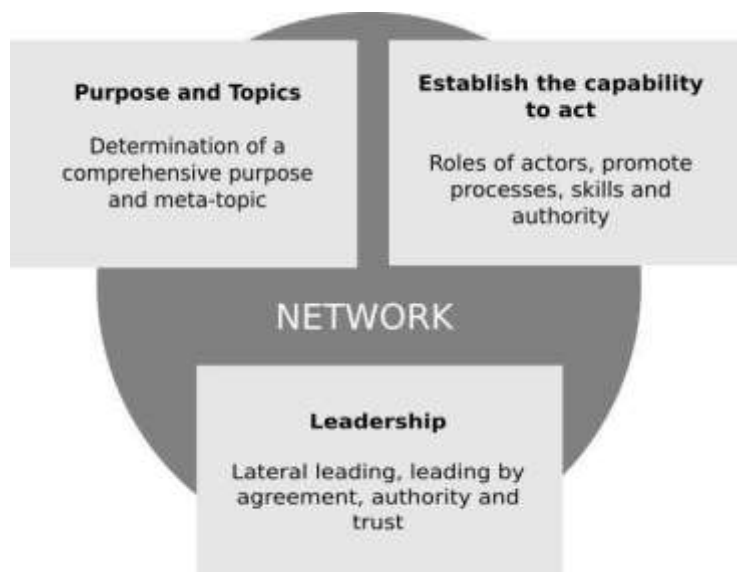 Purpose and Topics
Determination of a
comprehensive purpose
and meta-topic
Establish the capability
to act
Roles of actors, promote
processes, skills and
authority
NETWORK
Leadership
Lateral leading, leading by
agreement, authority and
trust